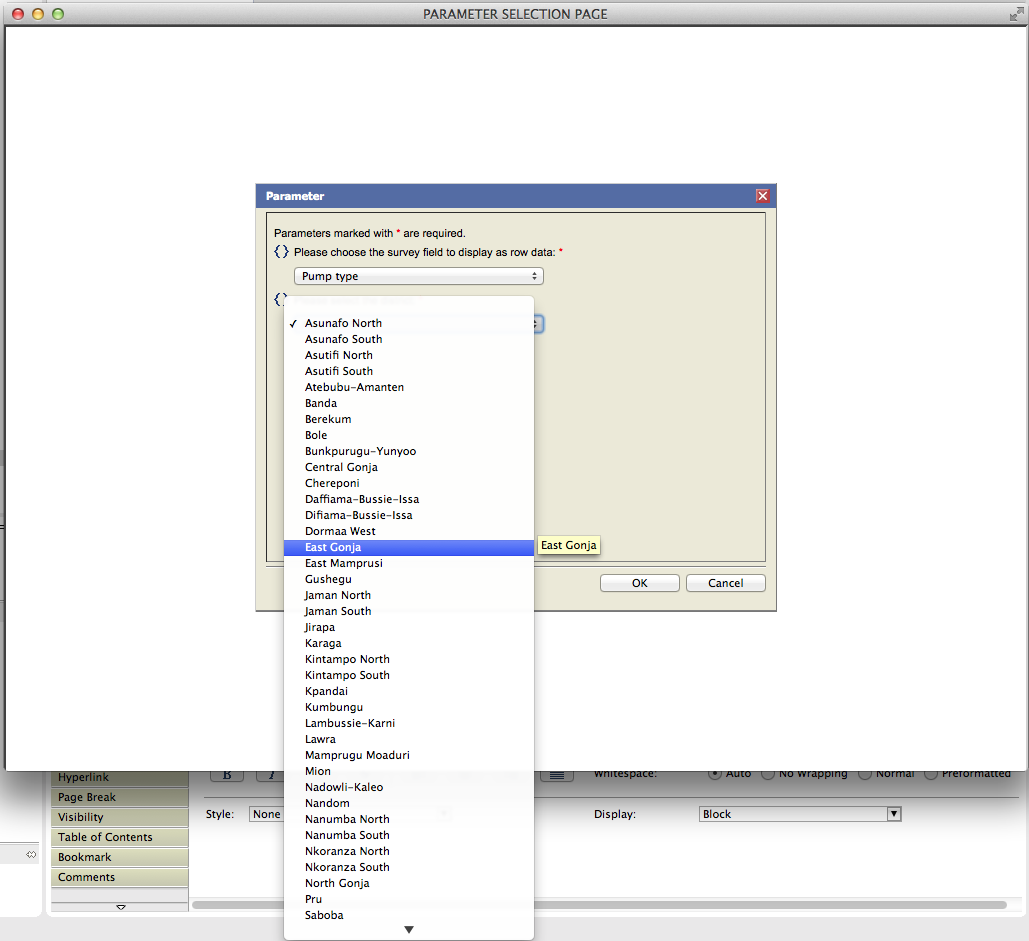 PARAMETER SELECTION PAGE
Parameter
Parameters marked with * are required.
{} Please choose the survey field to display as row data: *
Pump type
{}
✓ Asunafo North
Asunafo South
Asutifi North
Asutifi South
Atebubu-Amanten
Banda
Berekum
Bole
Bunkpurugu-Yunyoo
Central Gonja
Chereponi
Daffiama-Bussie-Issa
Difiama-Bussie-Issa
Dormaa West
East Gonja
East Gonja
East Mamprusi
Gushegu
Jaman North
Jaman South
Jirapa
Karaga
Kintampo North
Kintampo South
Kpandai
Kumbungu
Lambussie-Karni
Lawra
Mamprugu Moaduri
Mion
Nadowli-Kaleo
Nandom
Nanumba North
Nanumba South
Nkoranza North
Nkoranza South
North Gonja
Pru
Saboba
OK Cancel
Hyperlink
Page Break
Visibility
Table of Contents
Bookmark
Comments
B I
Whitespace: Auto No Wrapping Normal Preformatted
Style: None
Display: Block